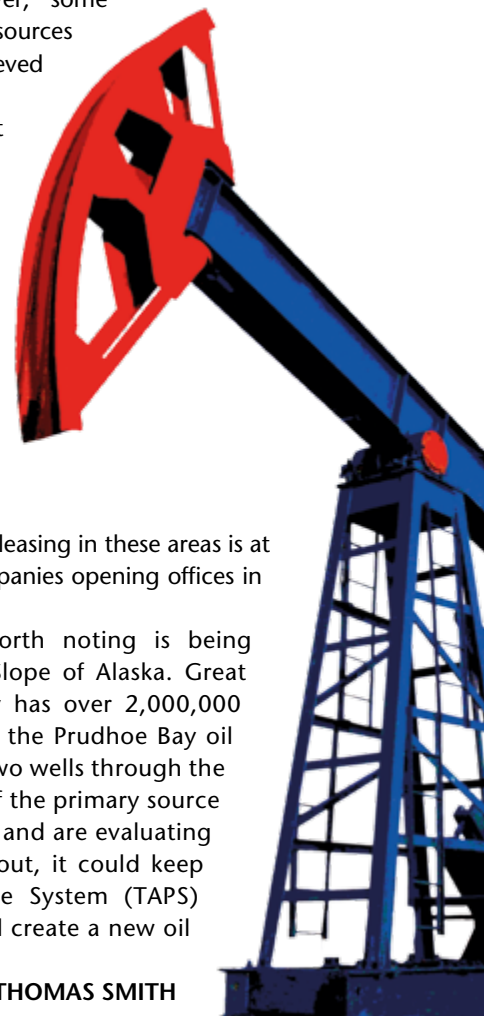 some
sources
leasing in these areas is at
panies opening offices in
orth noting is being
Slope of Alaska. Great
has over 2,000,000
the Prudhoe Bay oil
wo wells through the
the primary source
and are evaluating
out, it could keep
System (TAPS)
create a new oil
THOMAS SMITH